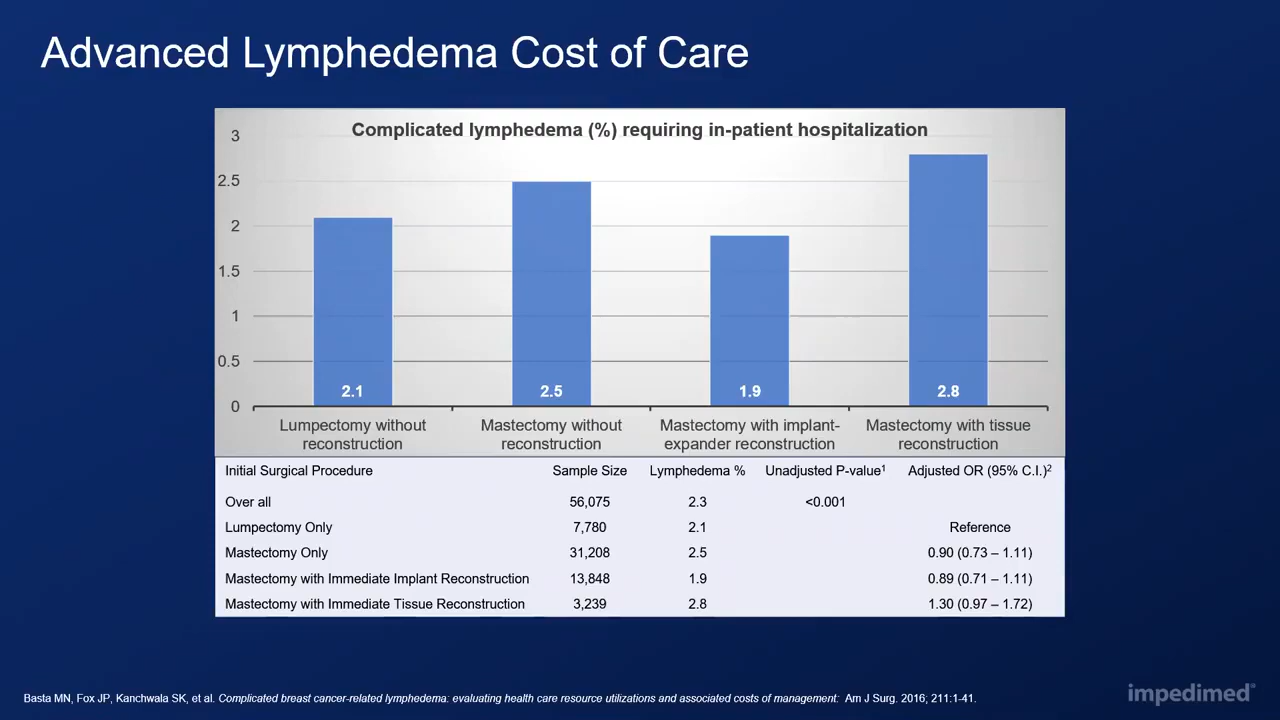 Advanced Lymphedema Cost of Care
Complicated lymphedema (%) requiring in-patient hospitalization
3
2.5
2
1.5
1
0.5
0
2.1
2.5
1.9
2.8
Lumpectomy without
reconstruction
Mastectomy without
reconstruction
Mastectomy with implant-
expander reconstruction
Mastectomy with tissue
reconstruction
Initial Surgical Procedure Sample Size Lymphedema % Unadjusted P-value¹ Adjusted OR (95% C.I.)²
Over all 56,075 2.3 <0.001
Lumpectomy Only 7,780 2.1 Reference
Mastectomy Only 31,208 2.5 0.90 (0.73 – 1.11)
Mastectomy with Immediate Implant Reconstruction 13,848 1.9 0.89 (0.71 – 1.11)
Mastectomy with Immediate Tissue Reconstruction 3,239 2.8 1.30 (0.97 – 1.72)
Basta MN, Fox JP, Kanchwala SK, et al. Complicated breast cancer-related lymphedema: evaluating health care resource utilizations and associated costs of management: Am J Surg. 2016; 211:1-41.
impedimed®